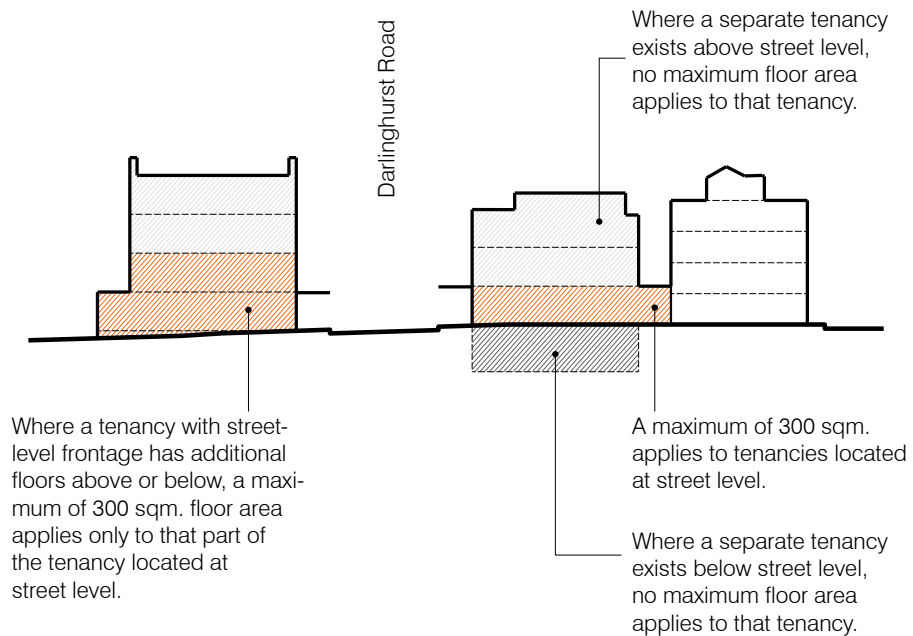 Where a separate tenancy
exists above street level,
no maximum floor area
applies to that tenancy.
Darlinghurst Road
Where a tenancy with street-
level frontage has additional
floors above or below, a maxi-
mum of 300 sqm. floor area
applies only to that part of
the tenancy located at
street level.
A maximum of 300 sqm.
applies to tenancies located
at street level.
Where a separate tenancy
exists below street level,
no maximum floor area
applies to that tenancy.